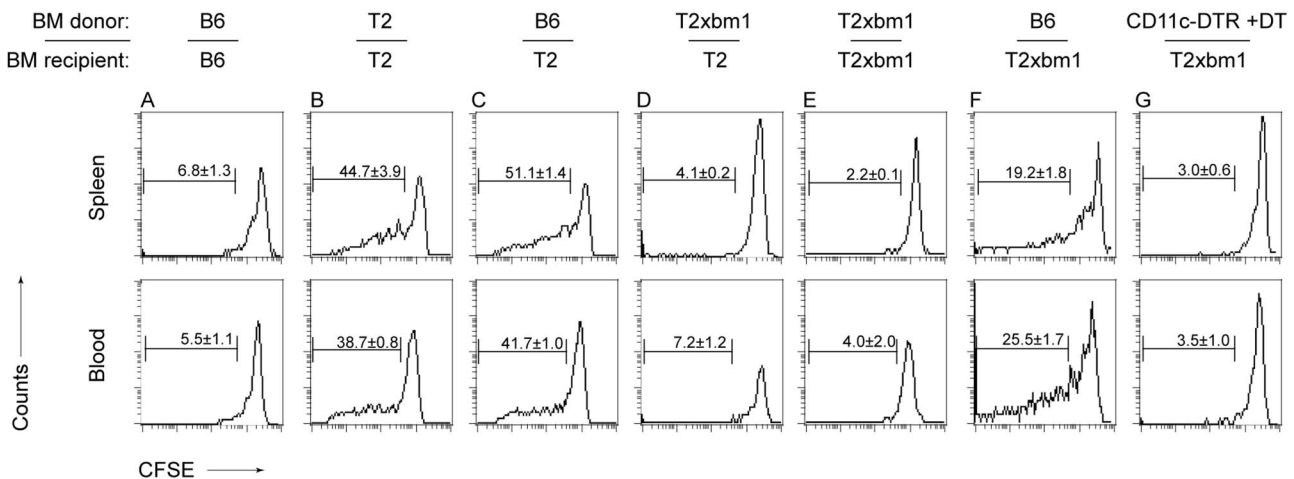 BM donor: B6 T2 B6 T2xbm1 T2xbm1 B6 CD11c-DTR +DT
BM recipient: B6 T2 T2 T2 T2xbm1 T2xbm1 T2xbm1
A B C D E F G
Spleen
6.8±1.3 44.7±3.9 51.1±1.4 4.1±0.2 2.2±0.1 19.2±1.8 3.0±0.6
Blood
5.5±1.1 38.7±0.8 41.7±1.0 7.2±1.2 4.0±2.0 25.5±1.7 3.5±1.0
Counts
CFSE